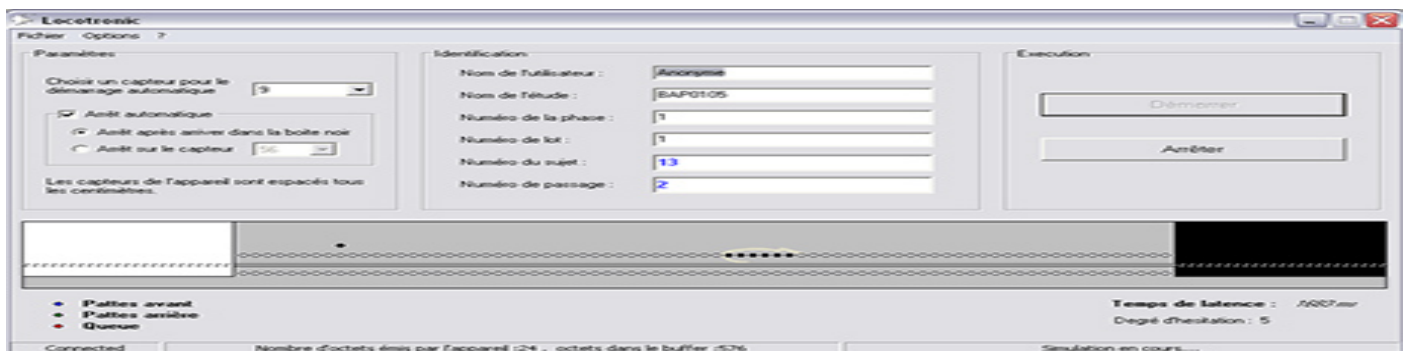 Locotronic
Fichier Options ?
Paramètres
Choisir un capteur pour le
démarrage automatique 9
Arrêt automatique
Arrêt après arriver dans la boite noir
Arrêt sur le capteur 56
Les capteurs de l'appareil sont espacés tous
les centimètres.
Identification
Nom de l'utilisateur : Anonyme
Nom de l'étude : BAP0105
Numéro de la phase : 1
Numéro de lot : 1
Numéro du sujet : 13
Numéro de passage : 2
Execution
Démarrer
Arrêter
Pattes avant
Pattes arrière
Queue
Temps de latence :
Degré d'hesitation : 5
Connected
Nombre d'octets émis par l'appareil :24 , octets dans le buffer :576
Simulation en cours....